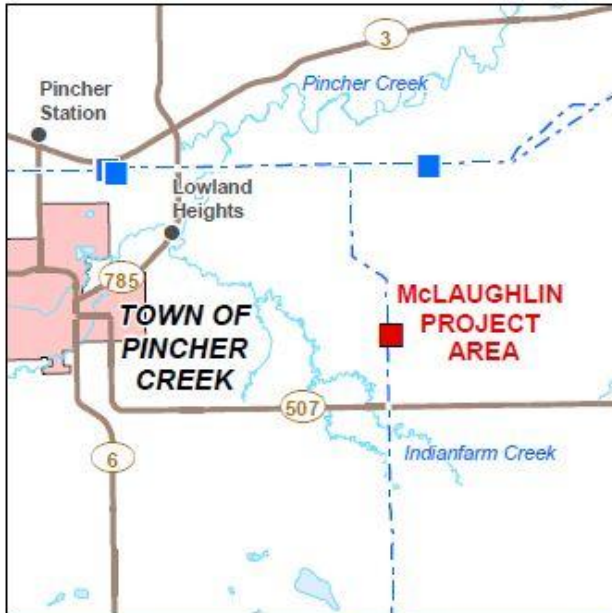 3
Pincher Creek
Pincher
Station
Lowland
Heights
785
TOWN OF
PINCHER
CREEK
McLAUGHLIN
PROJECT
AREA
507
6
Indianfarm Creek